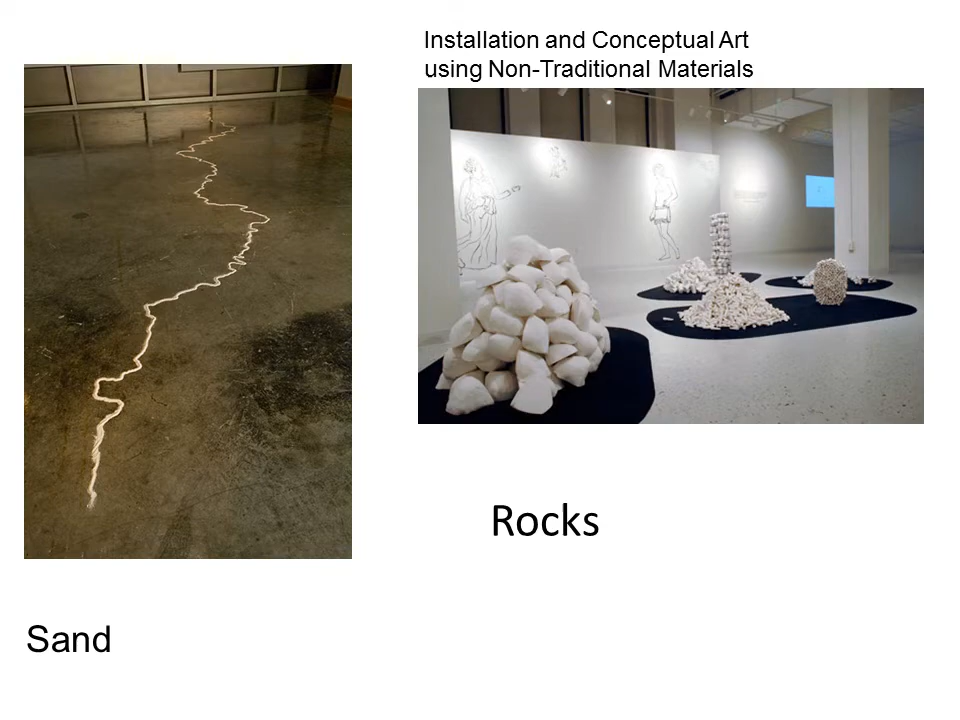 Installation and Conceptual Art
using Non-Traditional Materials
Rocks
Sand